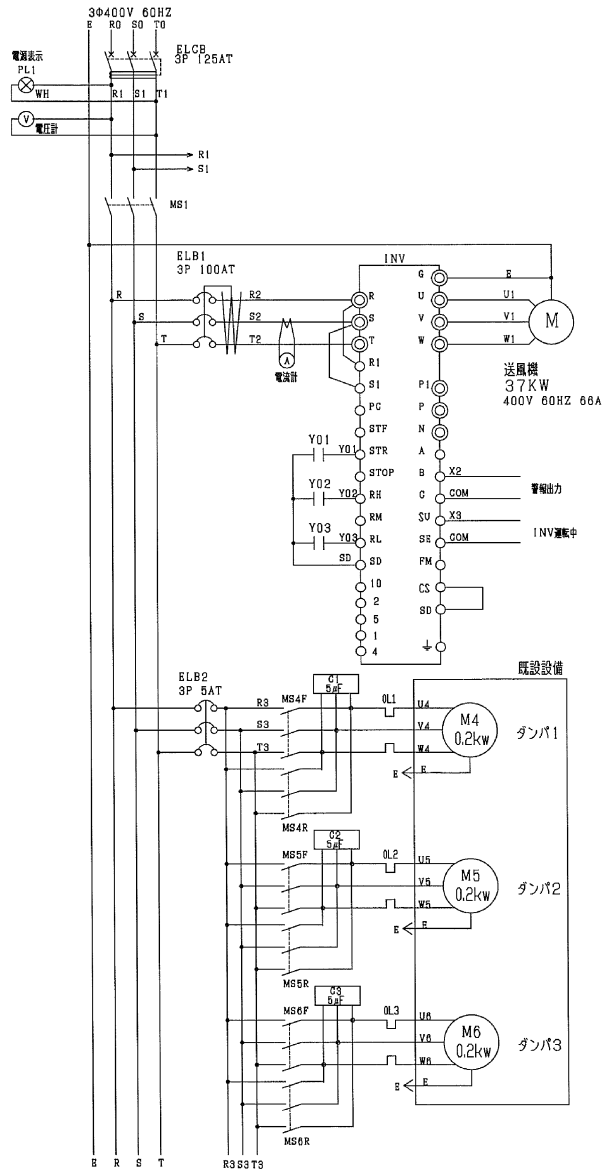 3Φ400V 60HZ
E R0 S0 T0
ELCB
3P 125AT
電源表示
PL1
WH
R1 S1 T1
V
電圧計
R1
S1
MS1
ELB1
3P 100AT
INV
R
R2
S
S2
T
T2
A
電流計
R
S
T
R1
S1
PC
STF
STR
STOP
RH
RM
RL
SD
10
2
5
1
4
Y01
Y01
Y02
Y02
Y03
Y03
SD
G
U
V
W
P1
P
N
A
B
C
SU
SE
FM
CS
SD
E
U1
V1
W1
M
送風機
37KW
400V 60HZ 66A
X2
COM
警報出力
X3
COM
INV運転中
既設設備
ELB2
3P 5AT
R3
S3
T3
MS4F
C1
5μF
OL1
U4
V4
W4
M4
0.2kw
ダンパ1
E
E
MS4R
MS5F
C2
5μF
OL2
U5
V5
W5
M5
0.2kw
ダンパ2
E
E
MS5R
MS6F
C3
5μF
OL3
U6
V6
W6
M6
0.2kw
ダンパ3
E
E
MS6R
E R S T
R3 S3 T3